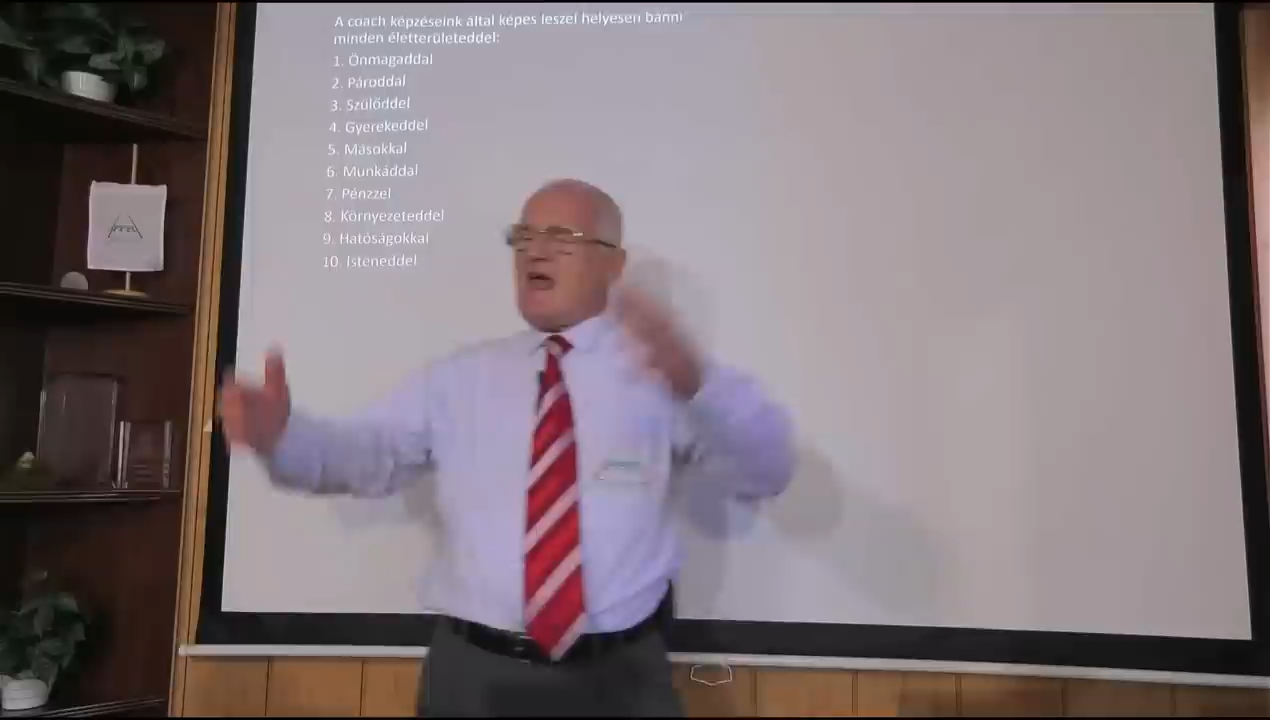 A coach képzéseink által képes leszel helyesen bánni
minden életterületeddel:
1. Önmagaddal
2. Pároddal
3. Szülőddel
4. Gyerekeddel
5. Másokkal
6. Munkáddal
7. Pénzzel
8. Környezeteddel
9. Hatóságokkal
10. Isteneddel